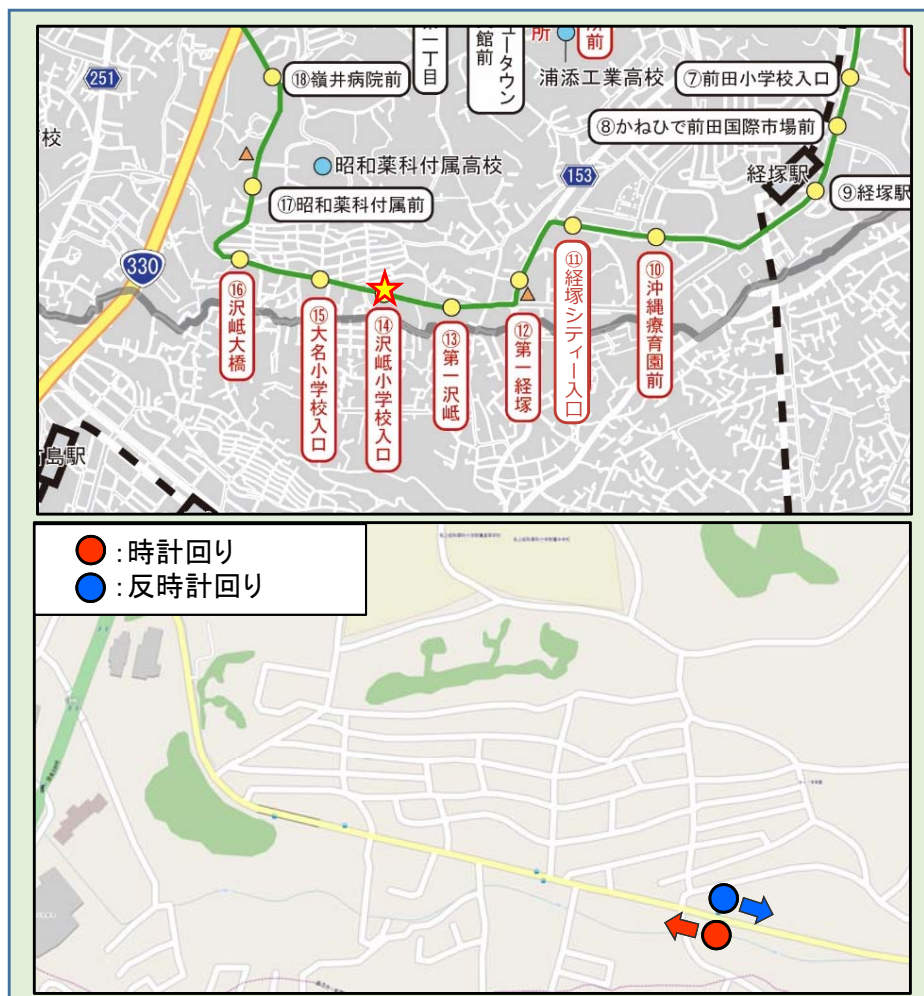 251
⑱嶺井病院前
二丁目
館前
ュータウン
所
前
浦添工業高校
⑦前田小学校入口
⑧かねひで前田国際市場前
校
昭和薬科付属高校
153
経塚駅
⑨経塚駅
⑰昭和薬科付属前
330
⑯沢岻大橋
⑮大名小学校入口
⑭沢岻小学校入口
⑬第一沢岻
⑫第一経塚
⑪経塚シティー入口
⑩沖縄療育園前
島駅
:時計回り
:反時計回り